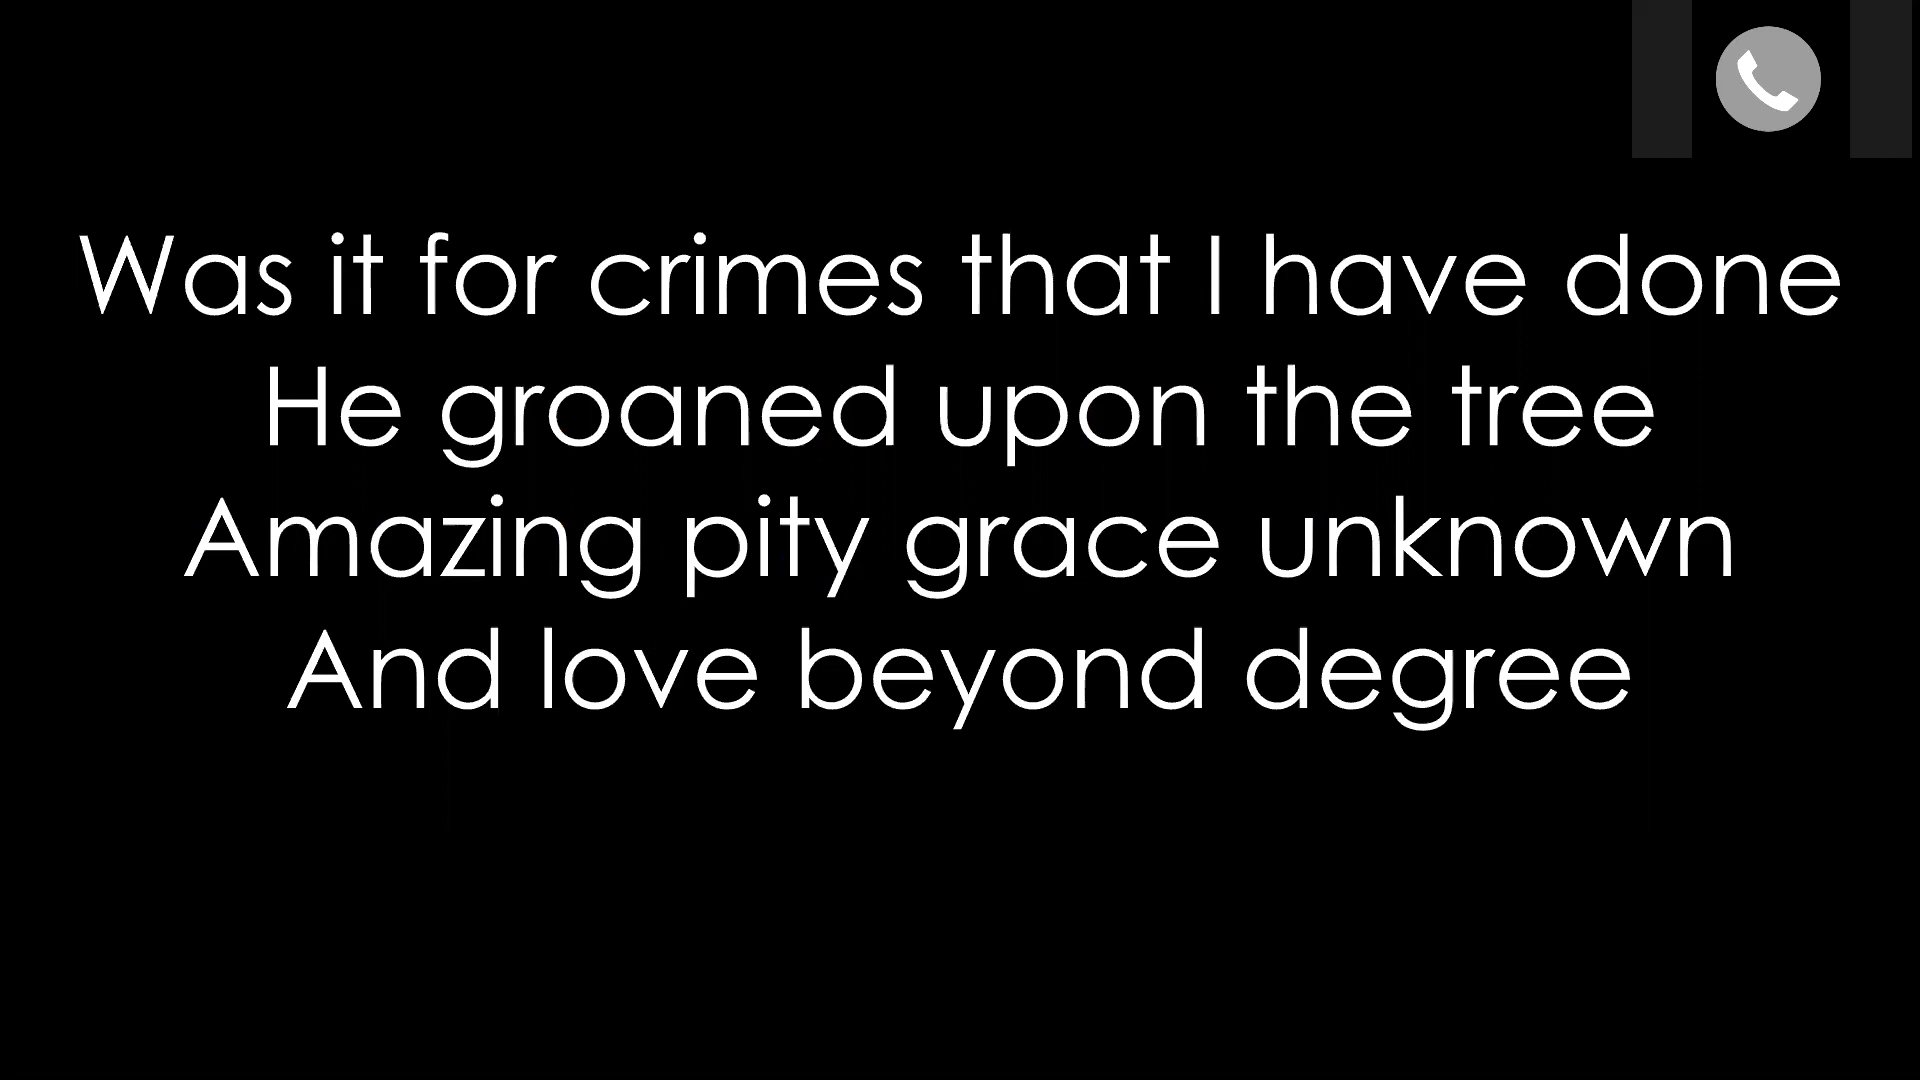 Was it for crimes that I have done
He groaned upon the tree
Amazing pity grace unknown
And love beyond degree